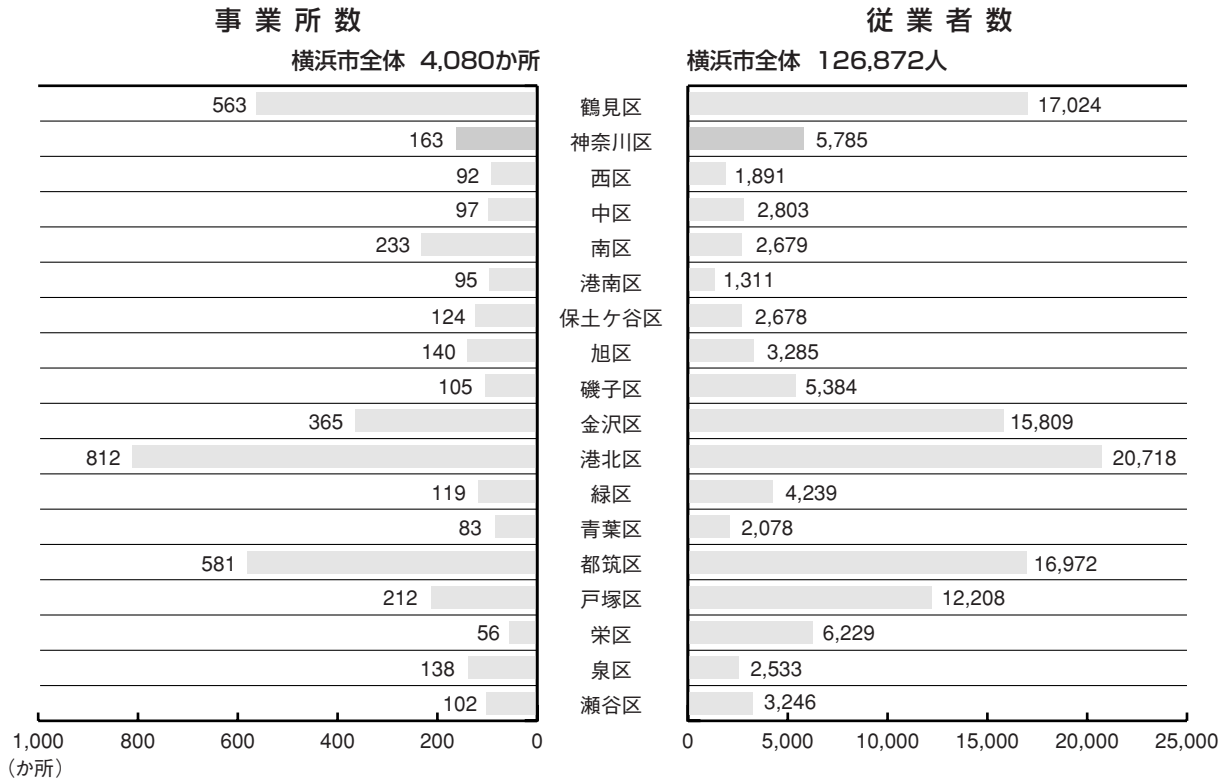 事業所数 従業者数
横浜市全体 4,080か所 横浜市全体 126,872人
563 鶴見区 17,024
163 神奈川区 5,785
92 西区 1,891
97 中区 2,803
233 南区 2,679
95 港南区 1,311
124 保土ケ谷区 2,678
140 旭区 3,285
105 磯子区 5,384
365 金沢区 15,809
812 港北区 20,718
119 緑区 4,239
83 青葉区 2,078
581 都筑区 16,972
212 戸塚区 12,208
56 栄区 6,229
138 泉区 2,533
102 瀬谷区 3,246
1,000 800 600 400 200 0 0 5,000 10,000 15,000 20,000 25,000
(か所)